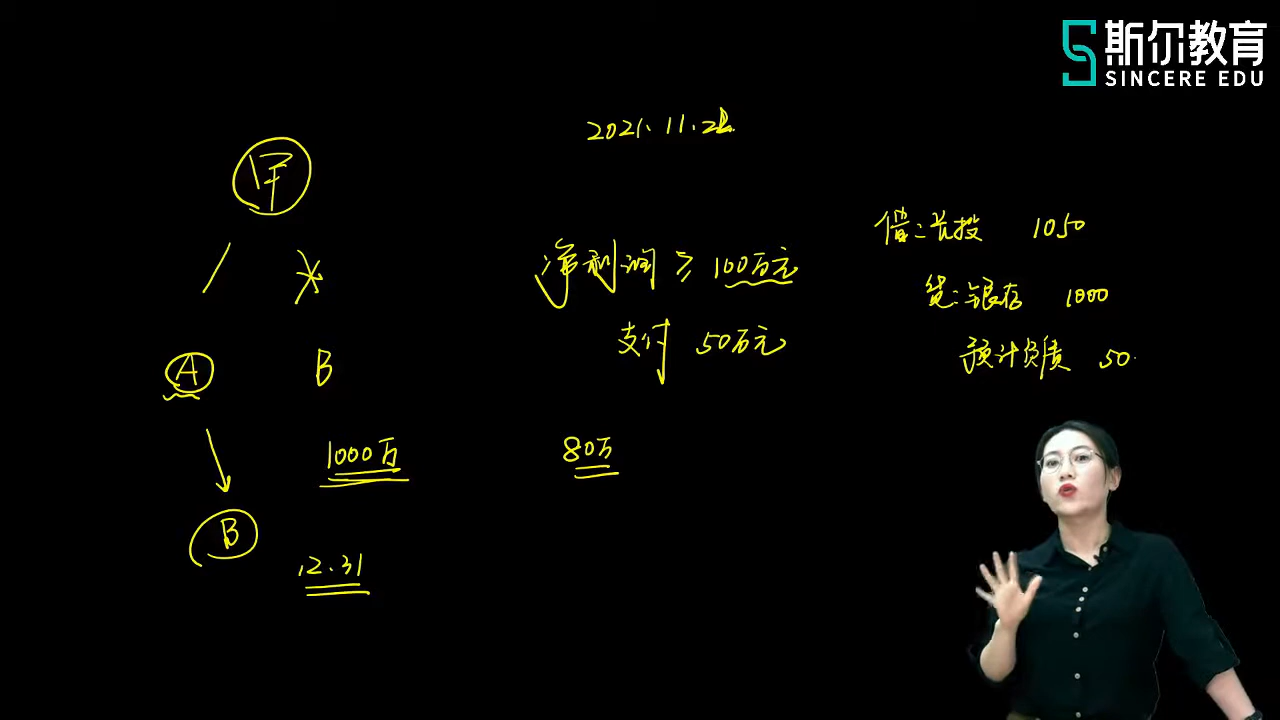 斯尔教育
SINCERE EDU
2021.11.22
甲
净利润 ≥ 100万元
支付 50万元
借:长投 1050
贷:银存 1000
预计负债 50
A
B
1000万
80万
B
12.31